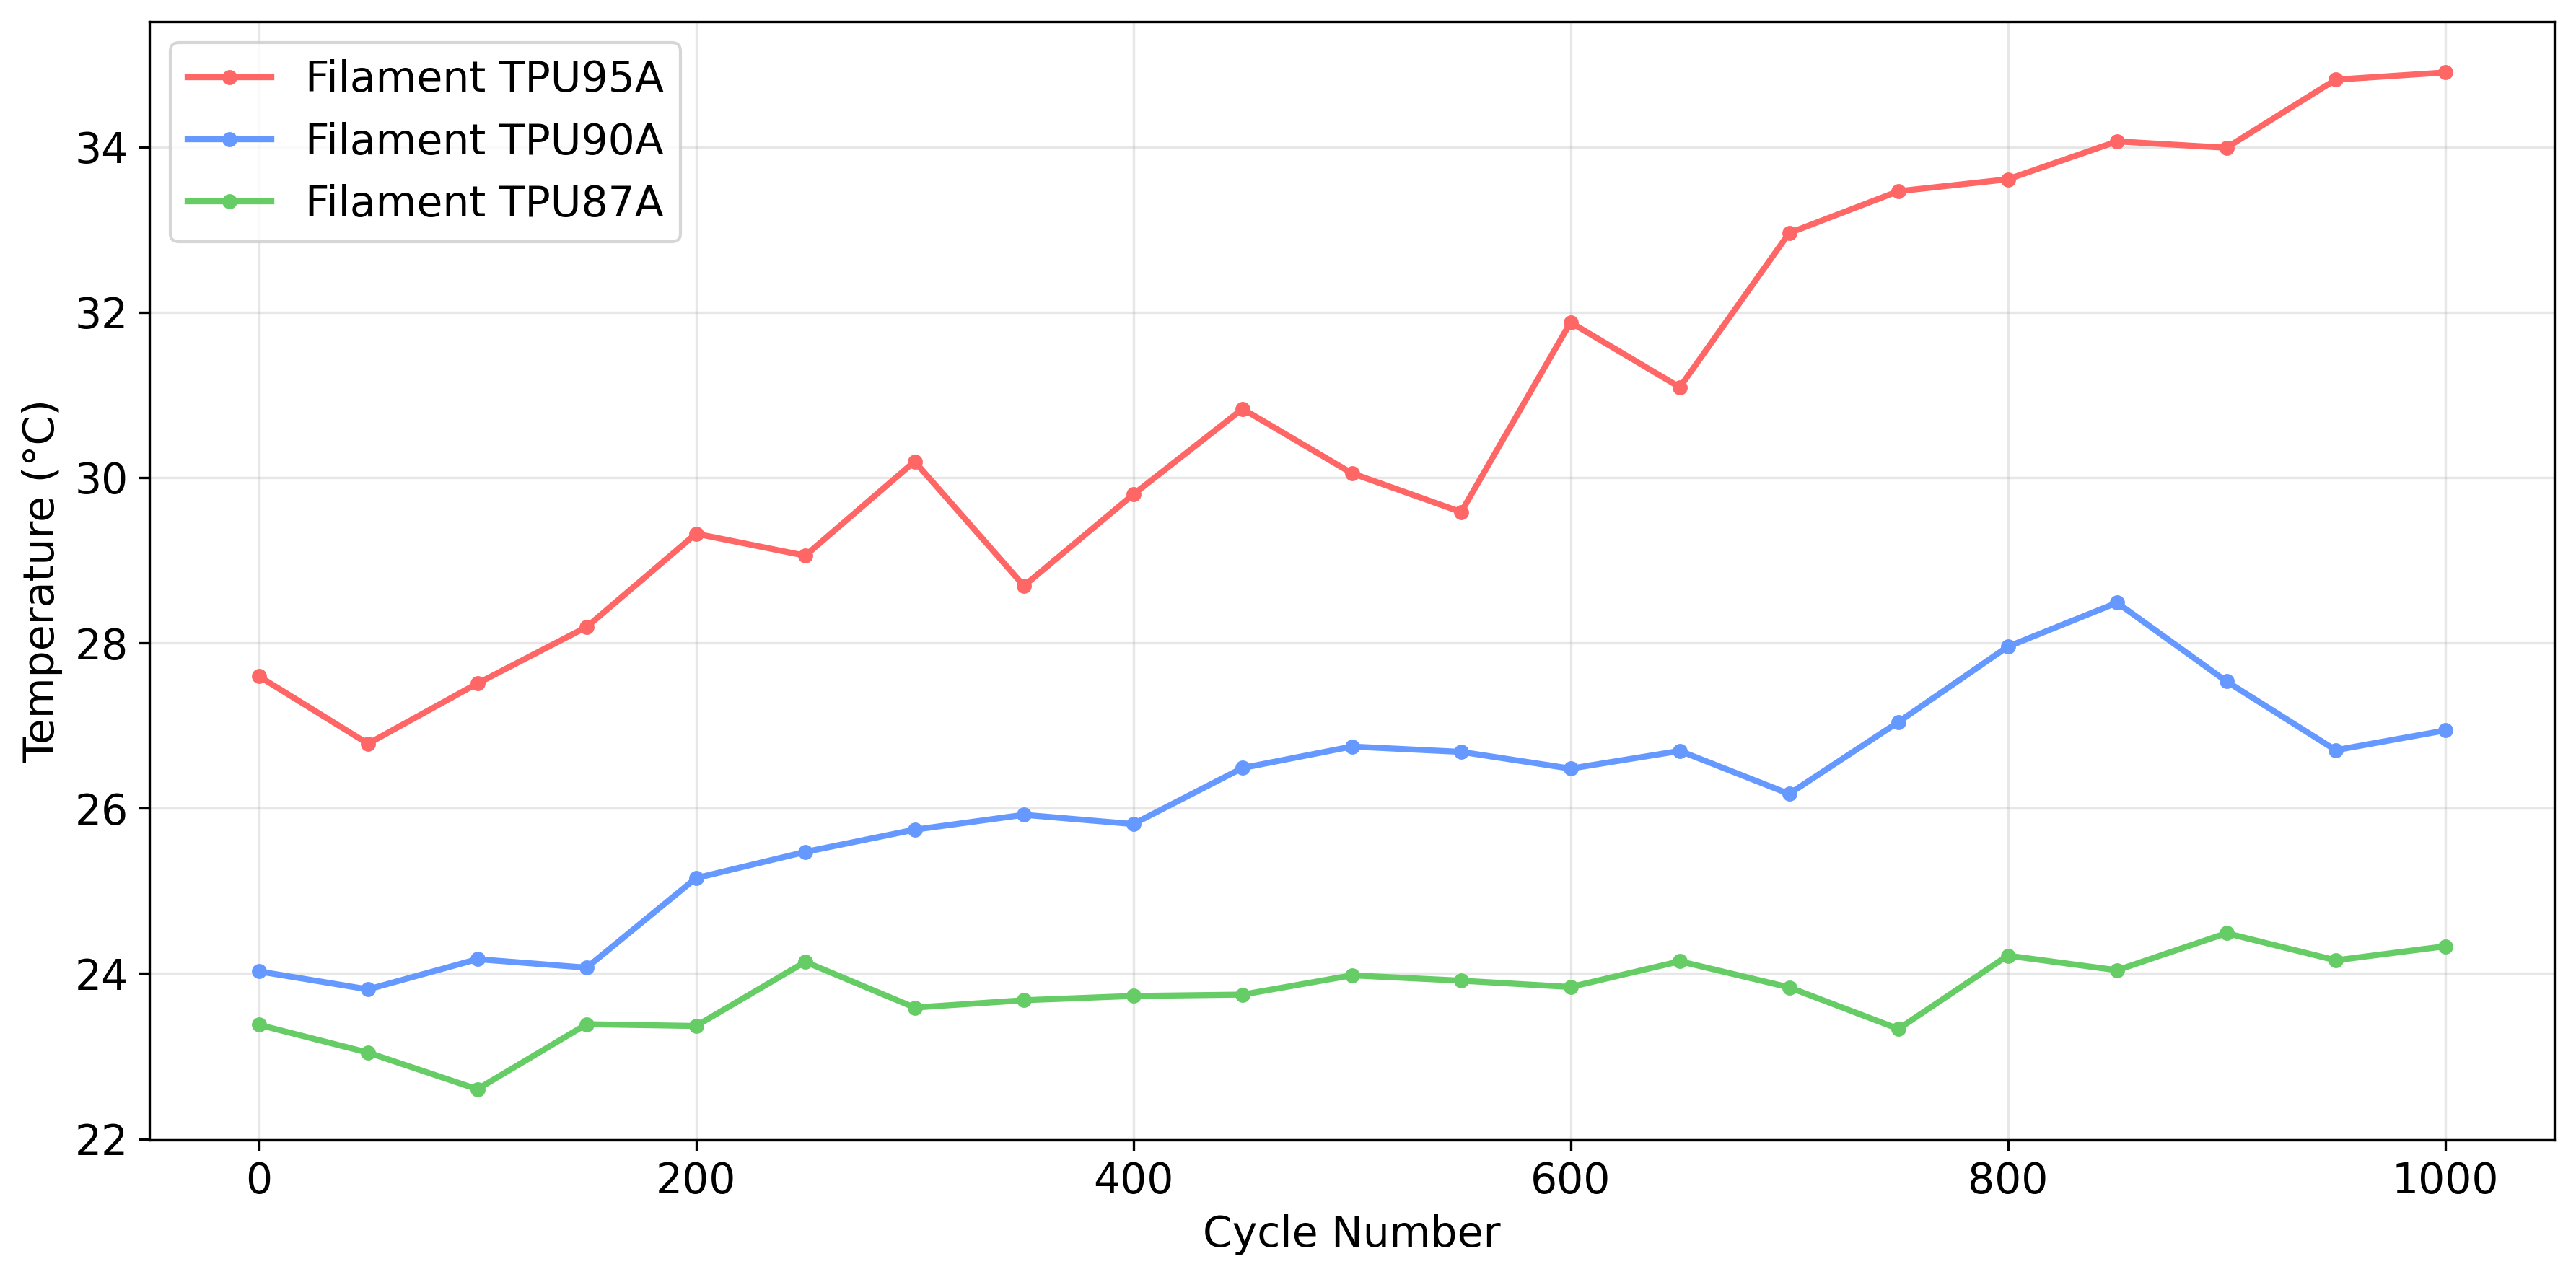 Filament TPU95A
Filament TPU90A
Filament TPU87A
Temperature (°C)
34
32
30
28
26
24
22
0 200 400 600 800 1000
Cycle Number